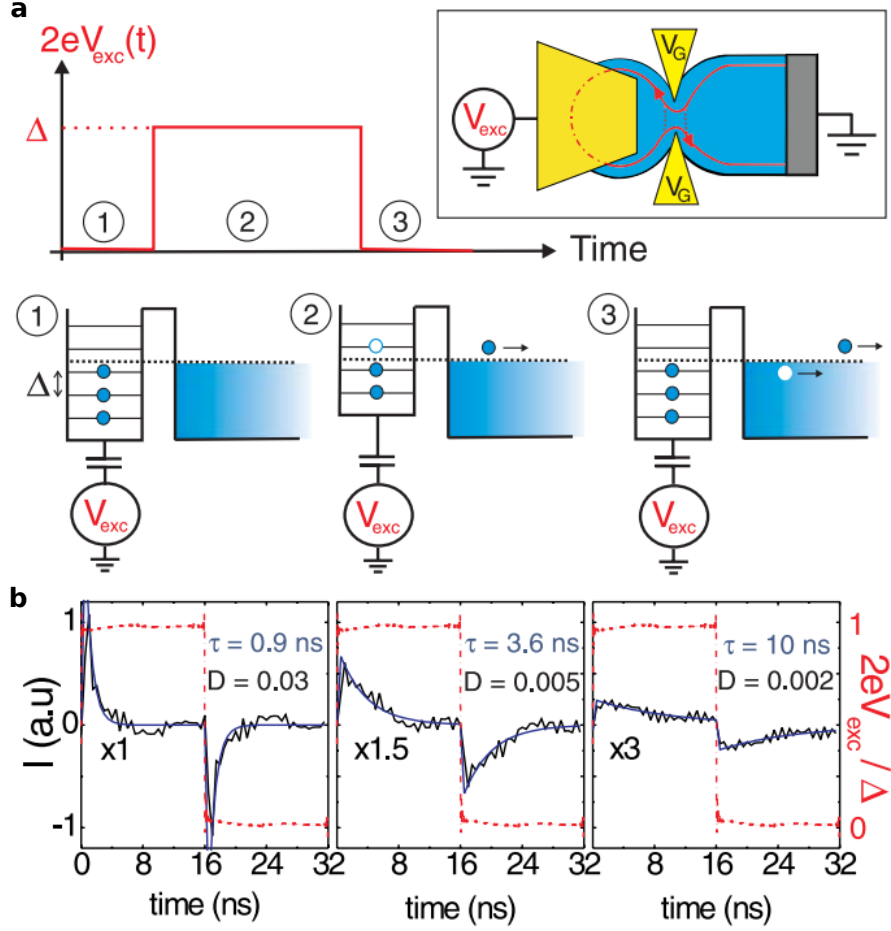 a
2eV_exc(t)
Δ
1
2
3
Time
V_exc
V_G
V_G
1
2
3
Δ
V_exc
V_exc
V_exc
b
I (a.u)
1
0
-1
τ = 0.9 ns
D = 0.03
x1
τ = 3.6 ns
D = 0.005
x1.5
τ = 10 ns
D = 0.002
x3
1
0
2eV_exc / Δ
0 8 16 24 32
8 16 24 32
8 16 24 32
time (ns)
time (ns)
time (ns)